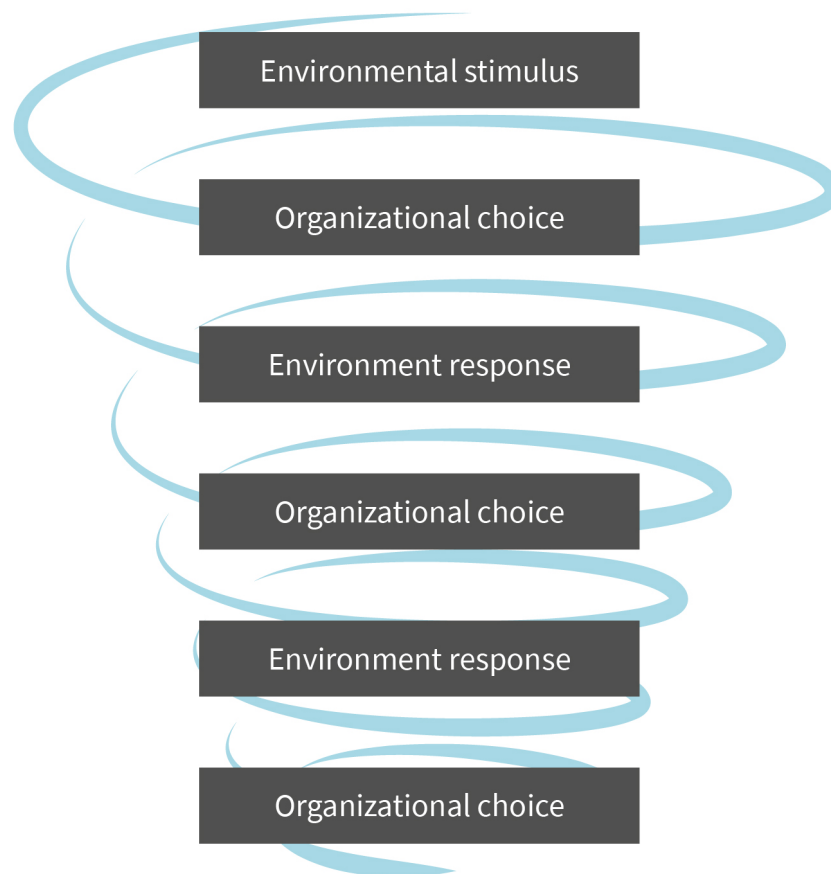 Environmental stimulus
Organizational choice
Environment response
Organizational choice
Environment response
Organizational choice